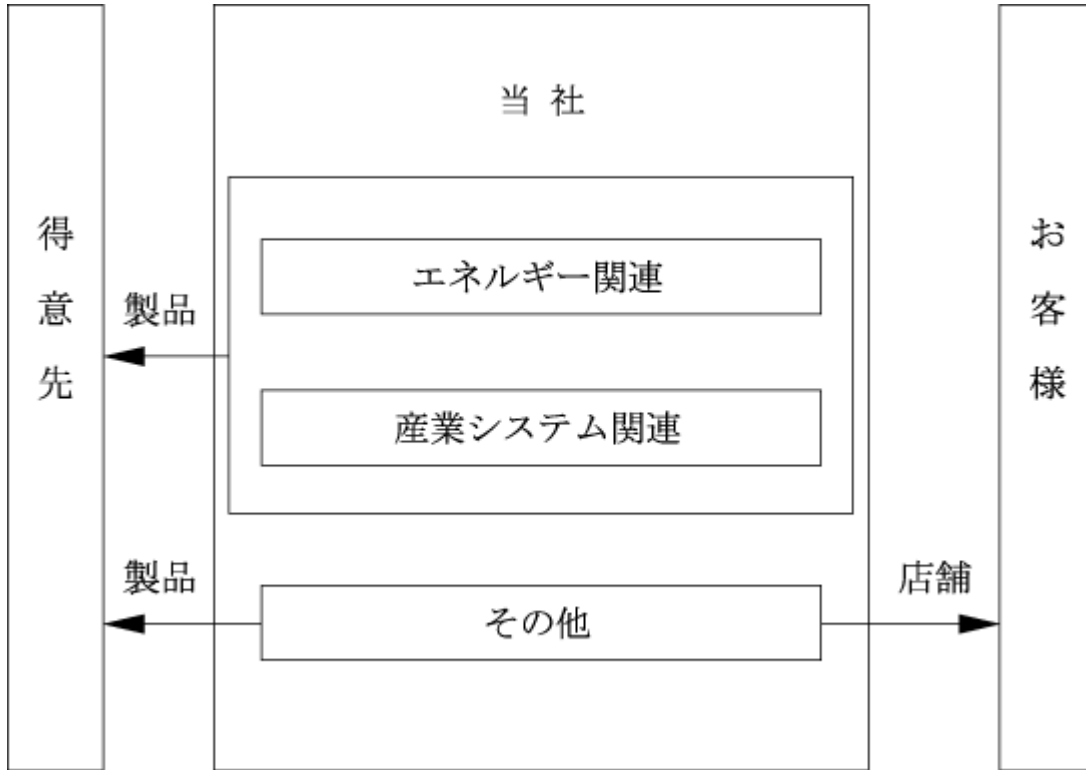 当 社
得意先
製品
エネルギー関連
産業システム関連
お客様
製品
その他
店舗